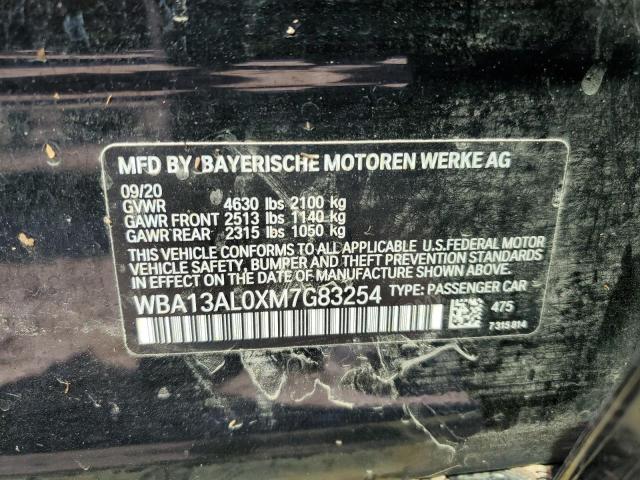 MFD BY BAYERISCHE MOTOREN WERKE AG
09/20
GVWR 4630 lbs 2100 kg
GAWR FRONT 2513 lbs 1140 kg
GAWR REAR 2315 lbs 1050 kg
THIS VEHICLE CONFORMS TO ALL APPLICABLE U.S.FEDERAL MOTOR
VEHICLE SAFETY, BUMPER AND THEFT PREVENTION STANDARDS
IN EFFECT ON THE DATE OF MANUFACTURE SHOWN ABOVE.
WBA13AL0XM7G83254 TYPE: PASSENGER CAR
475
7315814